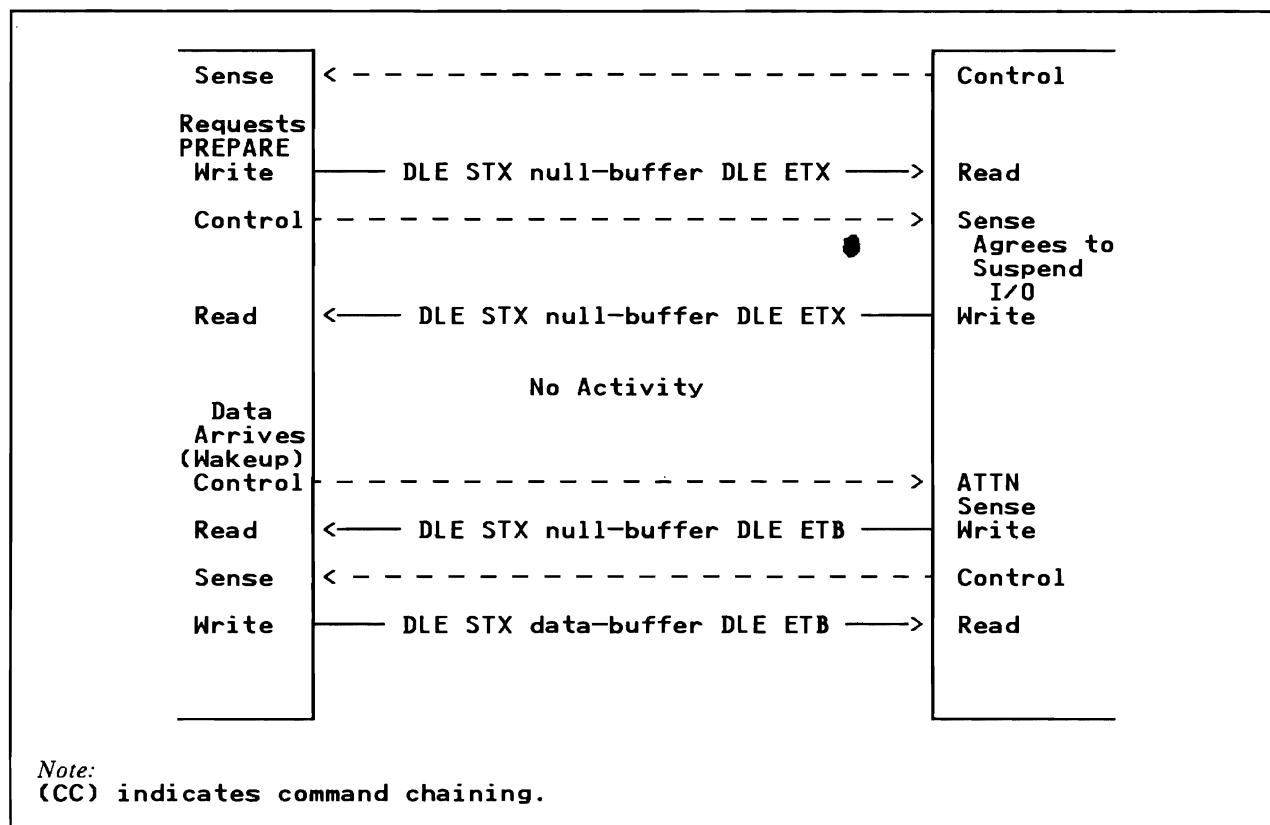 Sense < - - - - - - - - - - - - - - - - - Control
Requests
PREPARE
Write —— DLE STX null-buffer DLE ETX ——> Read
Control - - - - - - - - - - - - - - - - - > Sense
Agrees to
Suspend
I/O
Read <—— DLE STX null-buffer DLE ETX —— Write
No Activity
Data
Arrives
(Wakeup)
Control - - - - - - - - - - - - - - - - - > ATTN
Sense
Read <—— DLE STX null-buffer DLE ETB —— Write
Sense < - - - - - - - - - - - - - - - - - Control
Write —— DLE STX data-buffer DLE ETB ——> Read
Note:
(CC) indicates command chaining.